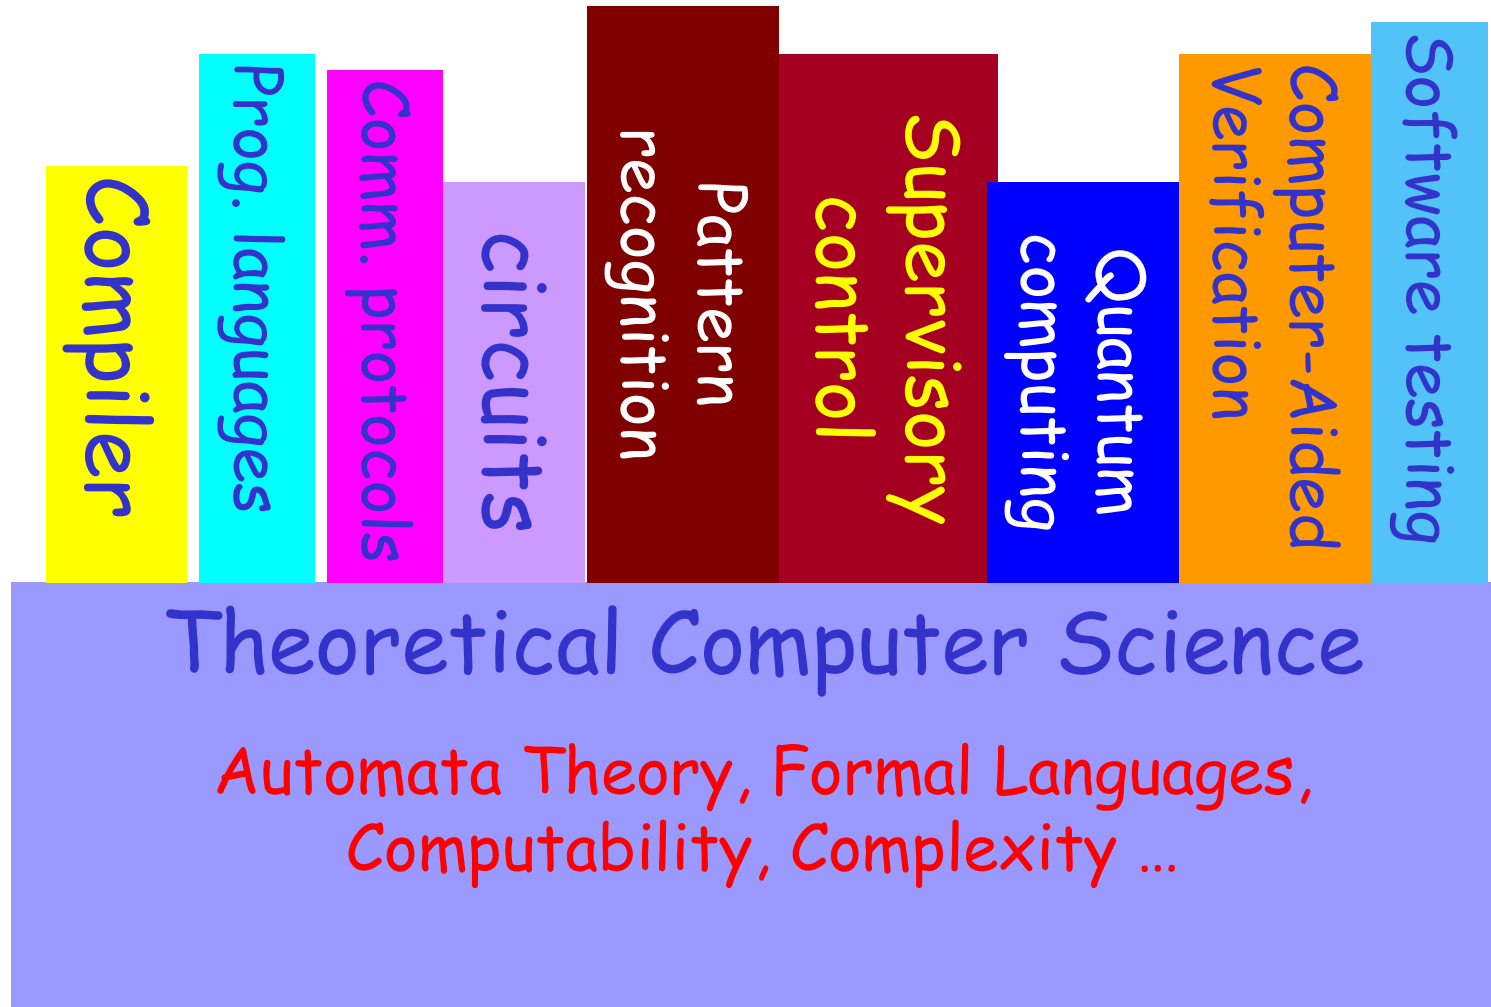 Compiler
Prog. languages
Comm. protocols
circuits
Pattern
recognition
Supervisory
control
Quantum
computing
Computer-Aided
Verification
Software testing
Theoretical Computer Science
Automata Theory, Formal Languages,
Computability, Complexity …